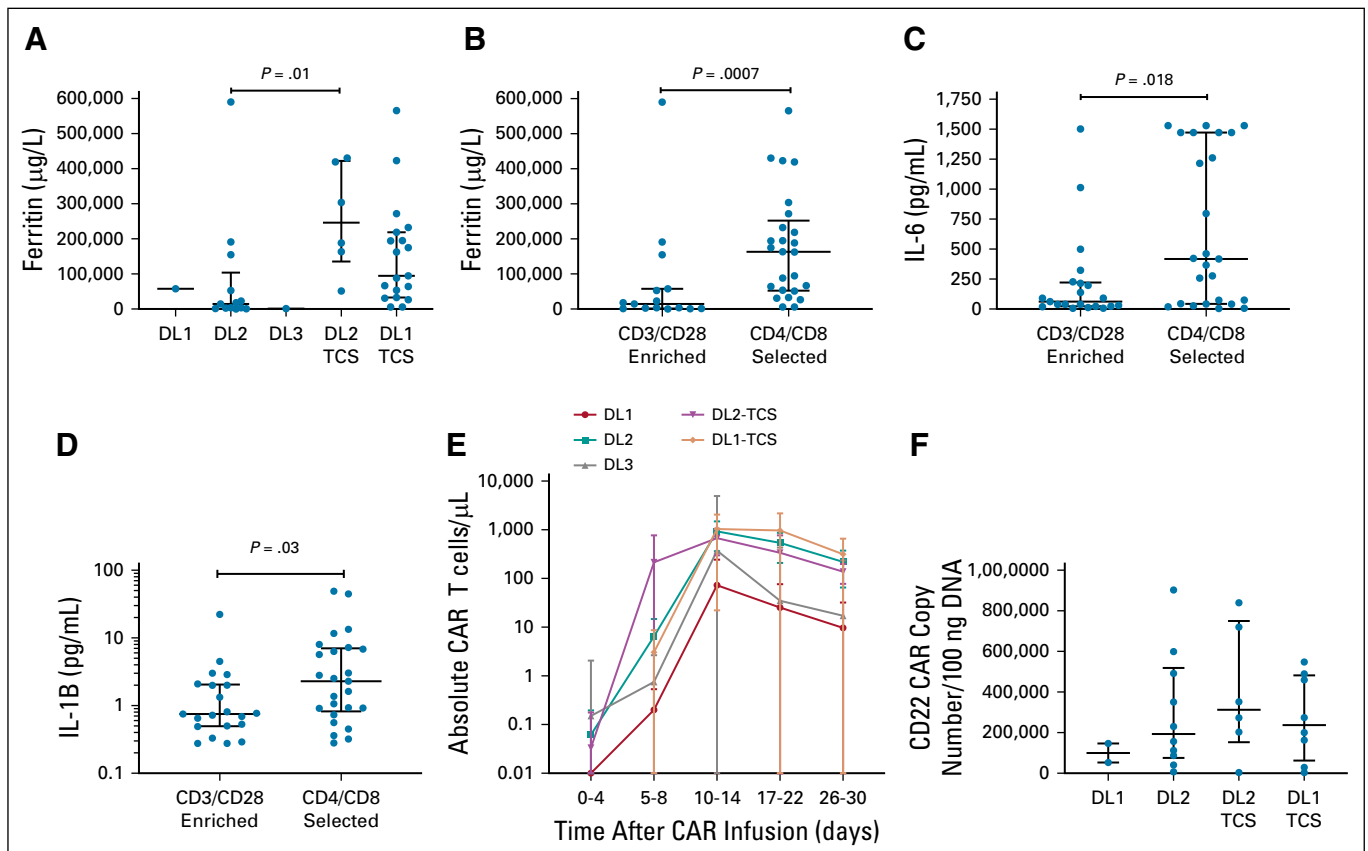 A
P = .01
Ferritin (µg/L)
600,000
500,000
400,000
300,000
200,000
100,000
0
DL1
DL2
DL3
DL2
TCS
DL1
TCS
B
P = .0007
Ferritin (µg/L)
600,000
500,000
400,000
300,000
200,000
100,000
0
CD3/CD28
Enriched
CD4/CD8
Selected
C
P = .018
IL-6 (pg/mL)
1,750
1,500
1,250
1,000
750
500
250
0
CD3/CD28
Enriched
CD4/CD8
Selected
D
P = .03
IL-1B (pg/mL)
100
10
1
0.1
CD3/CD28
Enriched
CD4/CD8
Selected
E
DL1
DL2
DL3
DL2-TCS
DL1-TCS
Absolute CAR T cells/µL
10,000
1,000
100
10
1
0.1
0.01
0-4
5-8
10-14
17-22
26-30
Time After CAR Infusion (days)
F
CD22 CAR Copy
Number/100 ng DNA
1,00,000
800,000
600,000
400,000
200,000
0
DL1
DL2
DL2
TCS
DL1
TCS